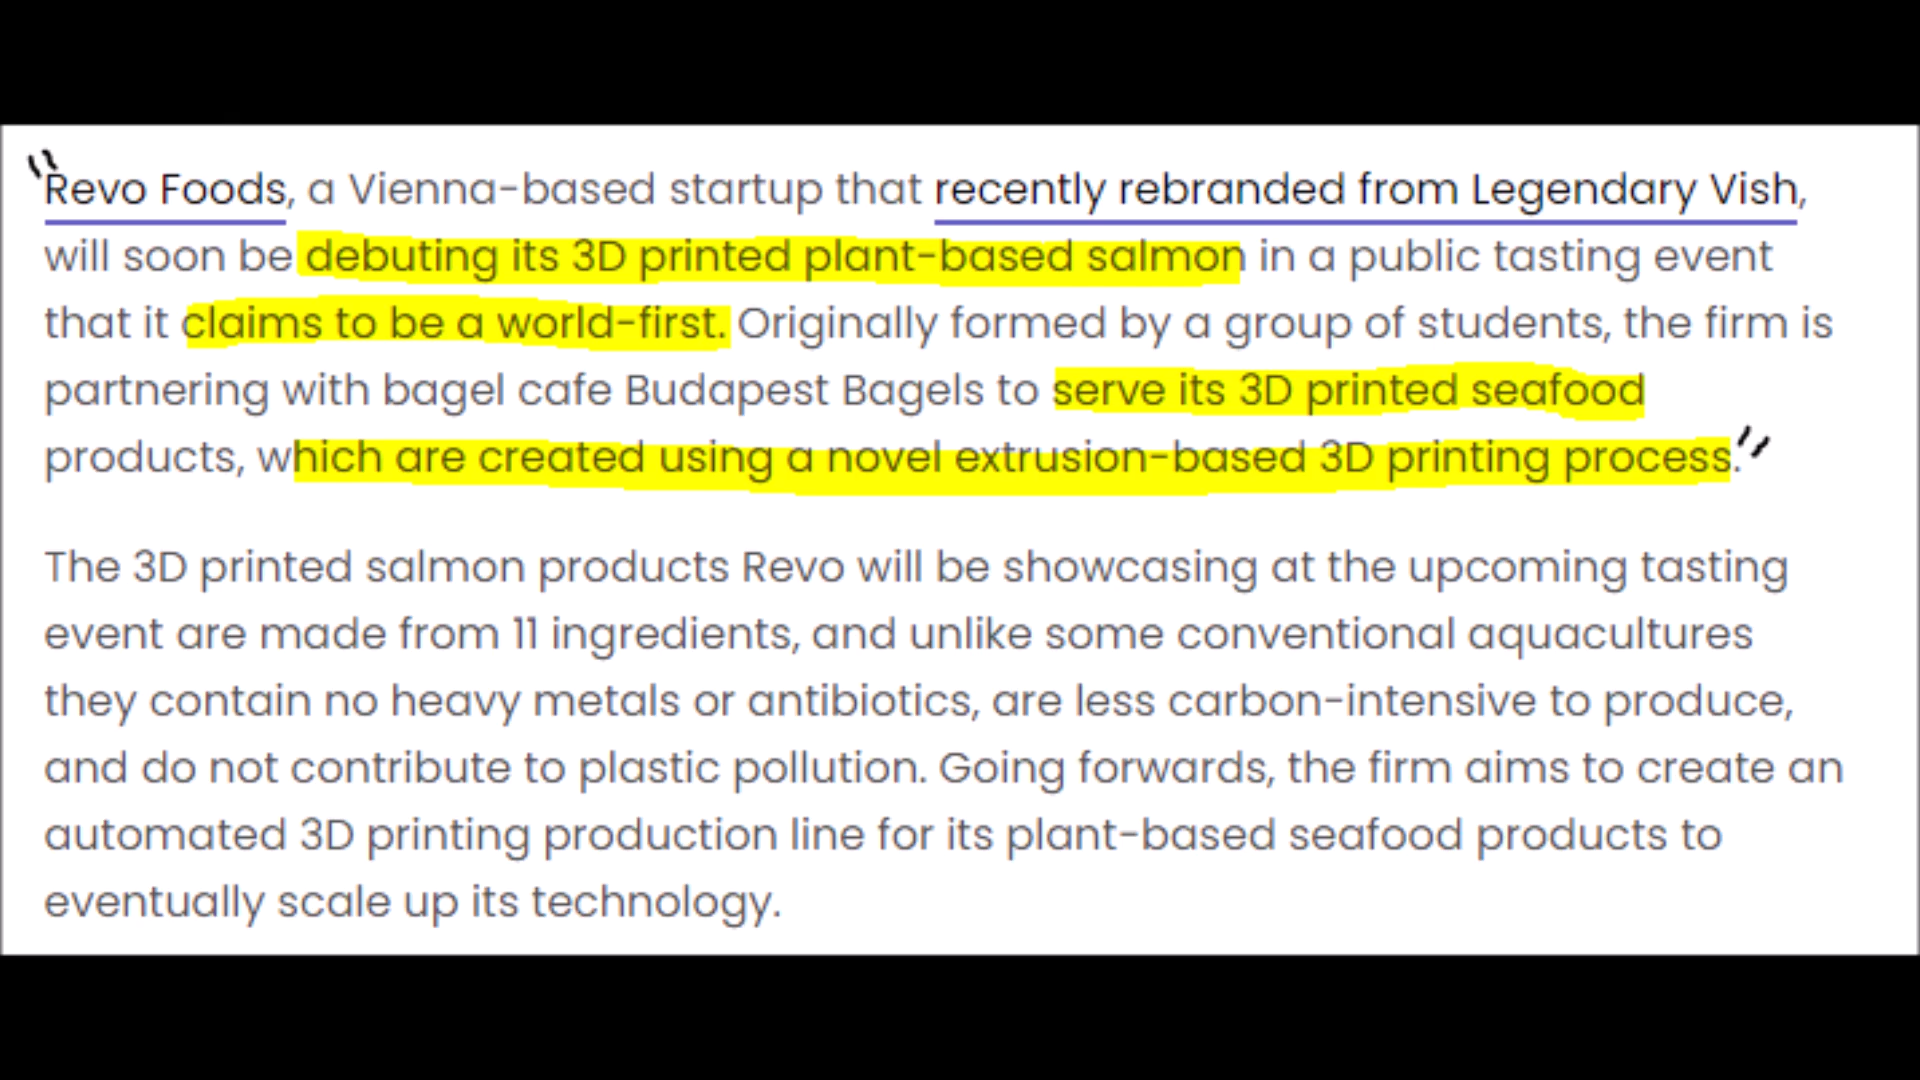 "Revo Foods, a Vienna-based startup that recently rebranded from Legendary Vish,
will soon be debuting its 3D printed plant-based salmon in a public tasting event
that it claims to be a world-first. Originally formed by a group of students, the firm is
partnering with bagel cafe Budapest Bagels to serve its 3D printed seafood
products, which are created using a novel extrusion-based 3D printing process."
The 3D printed salmon products Revo will be showcasing at the upcoming tasting
event are made from 11 ingredients, and unlike some conventional aquacultures
they contain no heavy metals or antibiotics, are less carbon-intensive to produce,
and do not contribute to plastic pollution. Going forwards, the firm aims to create an
automated 3D printing production line for its plant-based seafood products to
eventually scale up its technology.